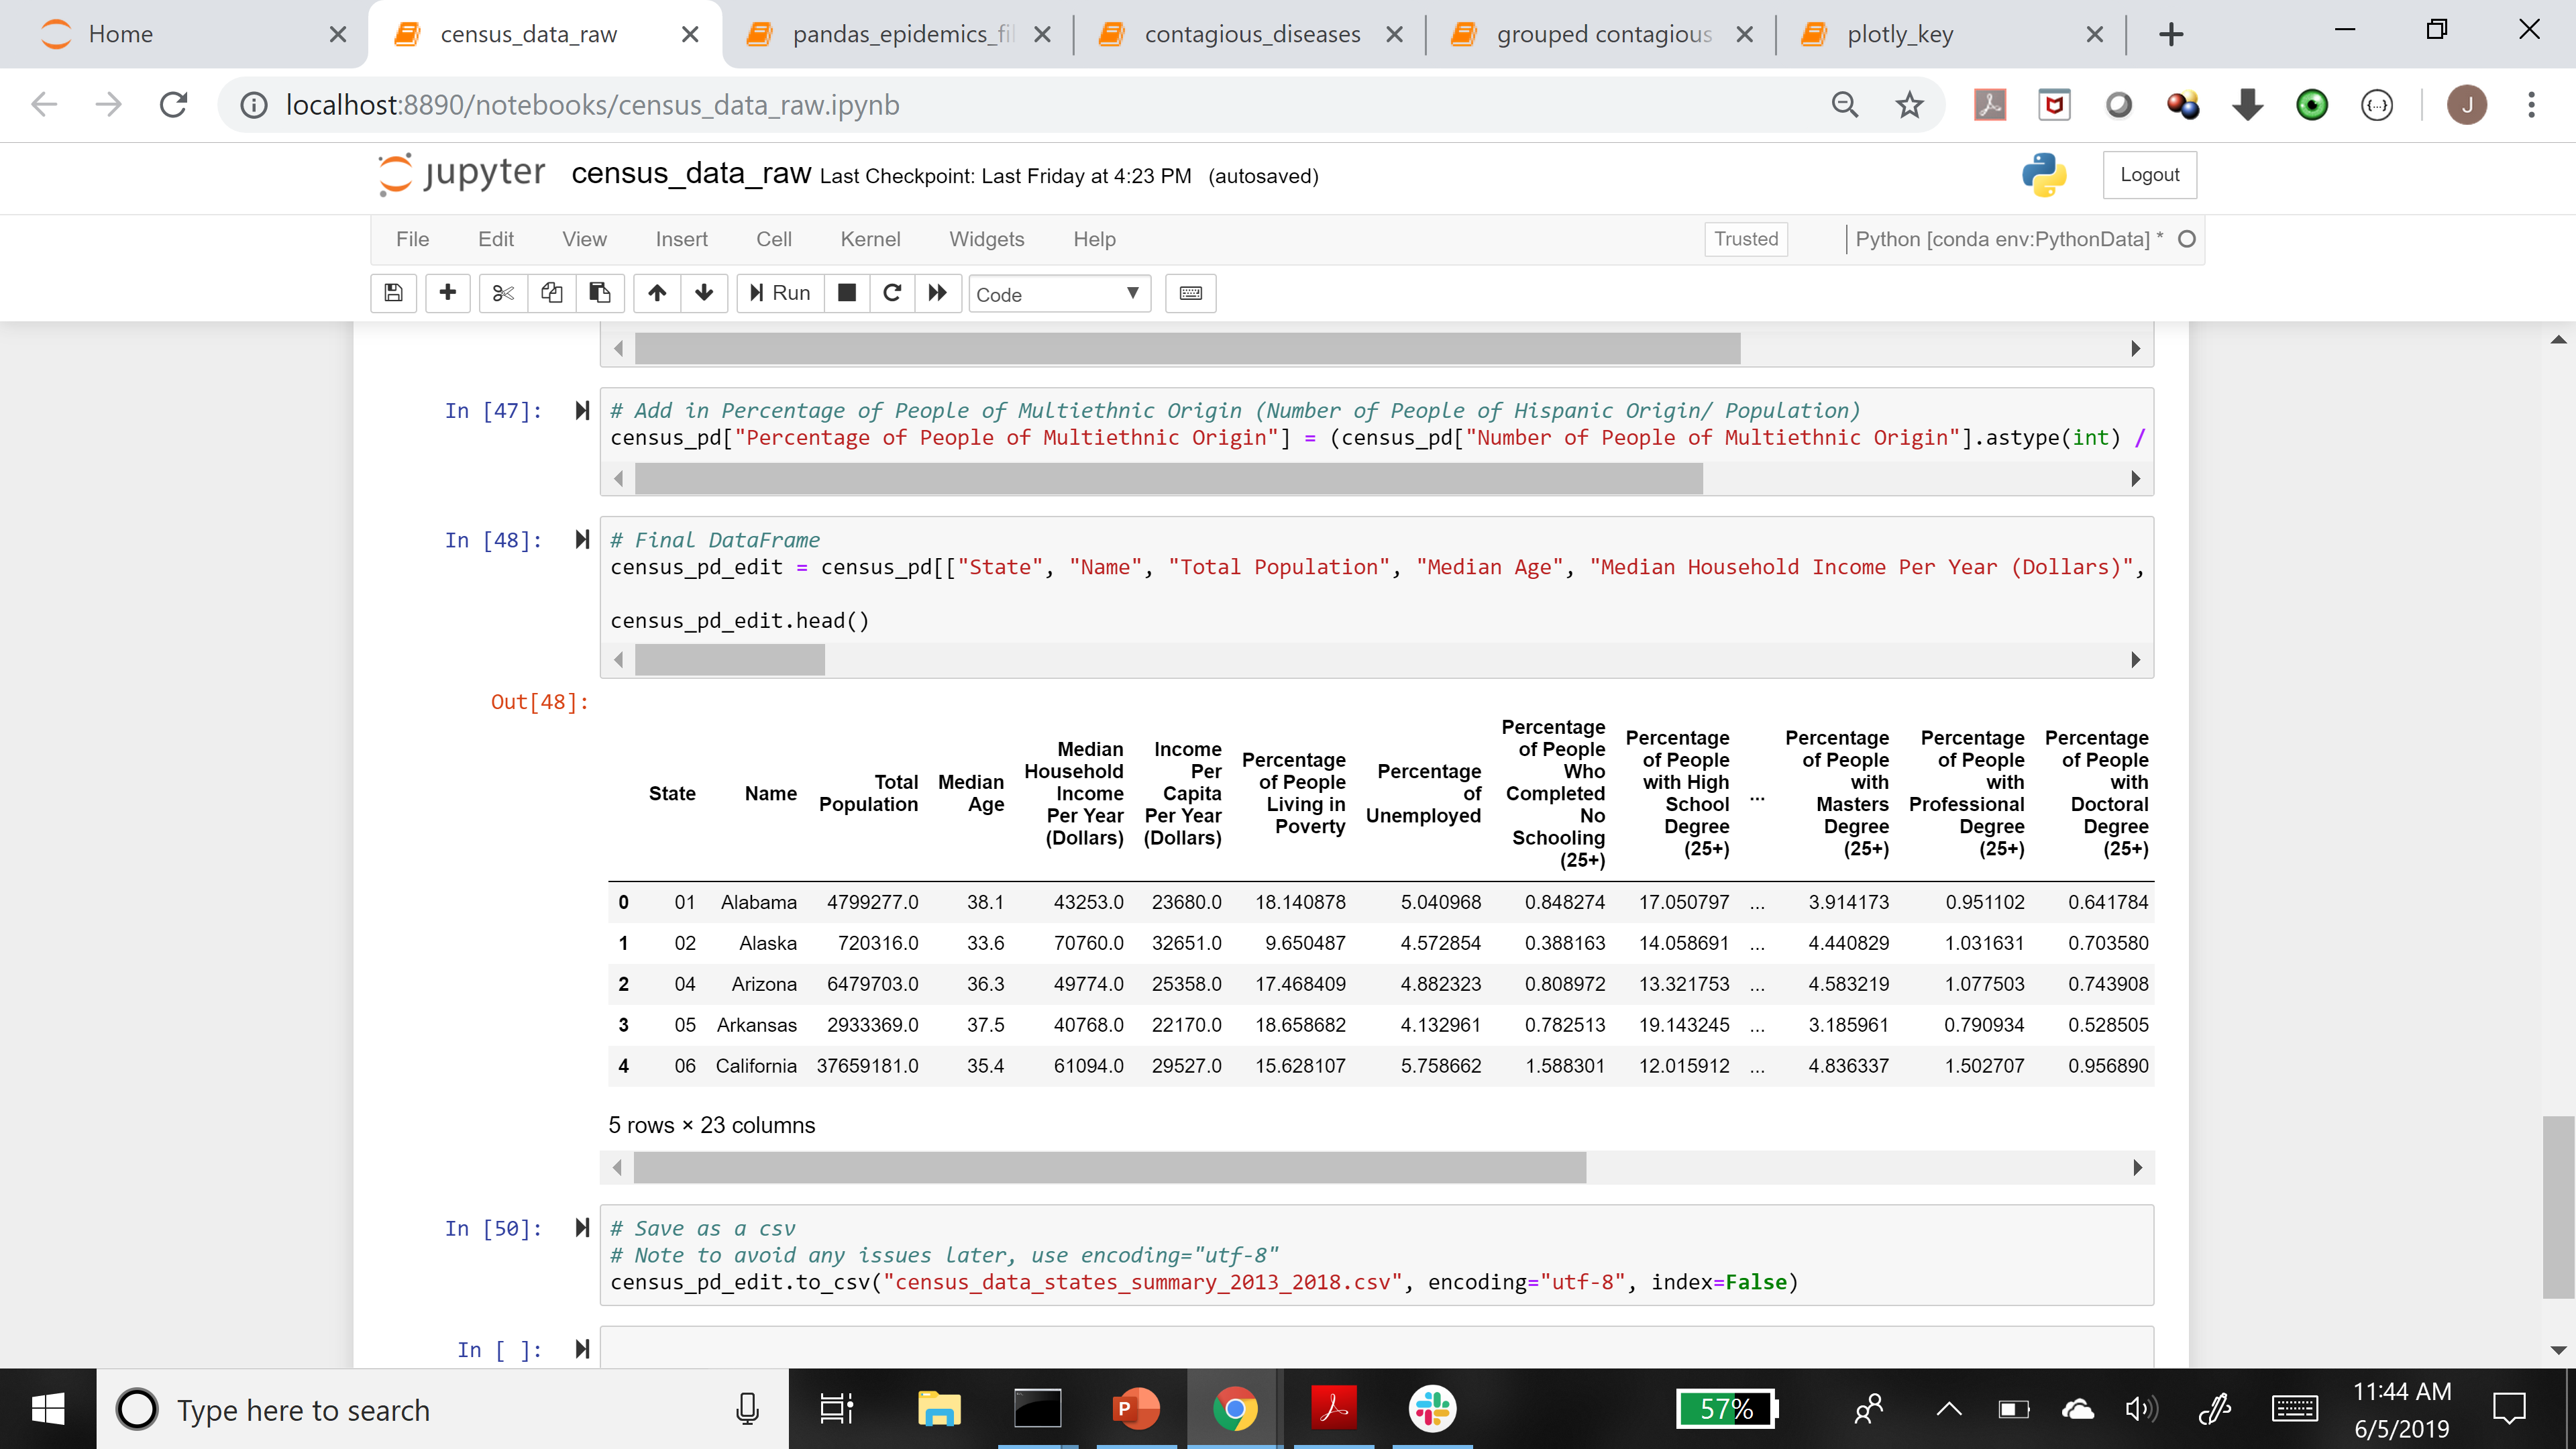 Home
census_data_raw
pandas_epidemics_fil
contagious_diseases
grouped contagious
plotly_key
localhost:8890/notebooks/census_data_raw.ipynb
J
jupyter census_data_raw Last Checkpoint: Last Friday at 4:23 PM (autosaved)
Logout
File Edit View Insert Cell Kernel Widgets Help
Trusted
Python [conda env:PythonData] *
Run
Code
In [47]:
# Add in Percentage of People of Multiethnic Origin (Number of People of Hispanic Origin/ Population)
census_pd["Percentage of People of Multiethnic Origin"] = (census_pd["Number of People of Multiethnic Origin"].astype(int) /
In [48]:
# Final DataFrame
census_pd_edit = census_pd[["State", "Name", "Total Population", "Median Age", "Median Household Income Per Year (Dollars)",
census_pd_edit.head()
Out[48]:
State
Name
Total
Population
Median
Age
Median
Household
Income
Per Year
(Dollars)
Income
Per
Capita
Per Year
(Dollars)
Percentage
of People
Living in
Poverty
Percentage
of
Unemployed
Percentage
of People
Who
Completed
No
Schooling
(25+)
Percentage
of People
with High
School
Degree
(25+)
...
Percentage
of People
with
Masters
Degree
(25+)
Percentage
of People
with
Professional
Degree
(25+)
Percentage
of People
with
Doctoral
Degree
(25+)
0 01 Alabama 4799277.0 38.1 43253.0 23680.0 18.140878 5.040968 0.848274 17.050797 ... 3.914173 0.951102 0.641784
1 02 Alaska 720316.0 33.6 70760.0 32651.0 9.650487 4.572854 0.388163 14.058691 ... 4.440829 1.031631 0.703580
2 04 Arizona 6479703.0 36.3 49774.0 25358.0 17.468409 4.882323 0.808972 13.321753 ... 4.583219 1.077503 0.743908
3 05 Arkansas 2933369.0 37.5 40768.0 22170.0 18.658682 4.132961 0.782513 19.143245 ... 3.185961 0.790934 0.528505
4 06 California 37659181.0 35.4 61094.0 29527.0 15.628107 5.758662 1.588301 12.015912 ... 4.836337 1.502707 0.956890
5 rows × 23 columns
In [50]:
# Save as a csv
# Note to avoid any issues later, use encoding="utf-8"
census_pd_edit.to_csv("census_data_states_summary_2013_2018.csv", encoding="utf-8", index=False)
In [ ]:
Type here to search
P
57%
11:44 AM
6/5/2019